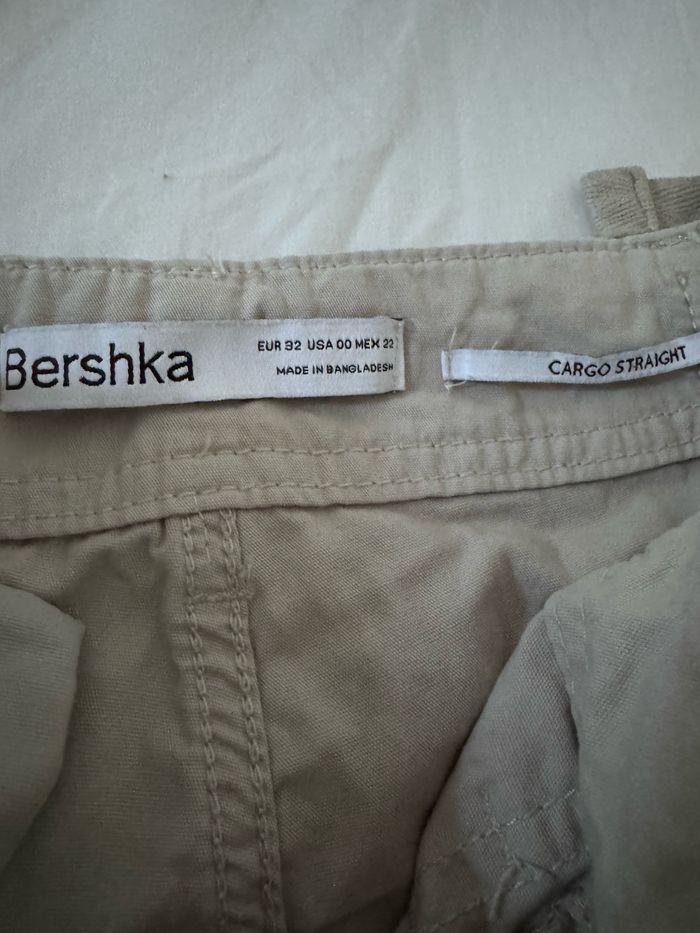 Bershka
EUR 32 USA 00 MEX 22
MADE IN BANGLADESH
CARGO STRAIGHT